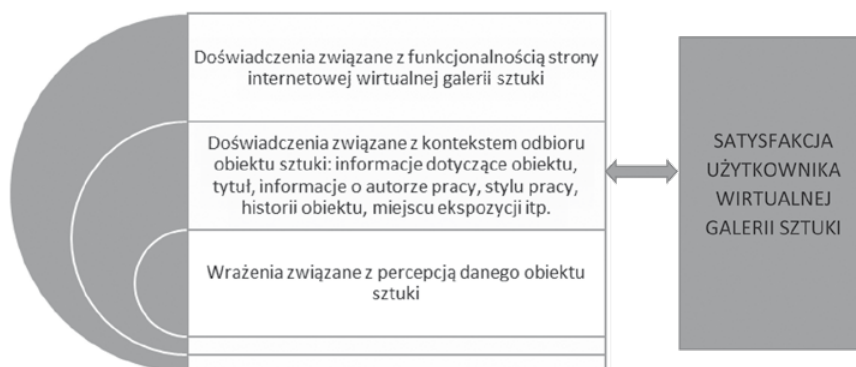 Doświadczenia związane z funkcjonalnością strony
internetowej wirtualnej galerii sztuki
Doświadczenia związane z kontekstem odbioru
obiektu sztuki: informacje dotyczące obiektu,
tytuł, informacje o autorze pracy, stylu pracy,
historii obiektu, miejscu ekspozycji itp.
Wrażenia związane z percepcją danego obiektu
sztuki
SATYSFAKCJA
UŻYTKOWNIKA
WIRTUALNEJ
GALERII SZTUKI